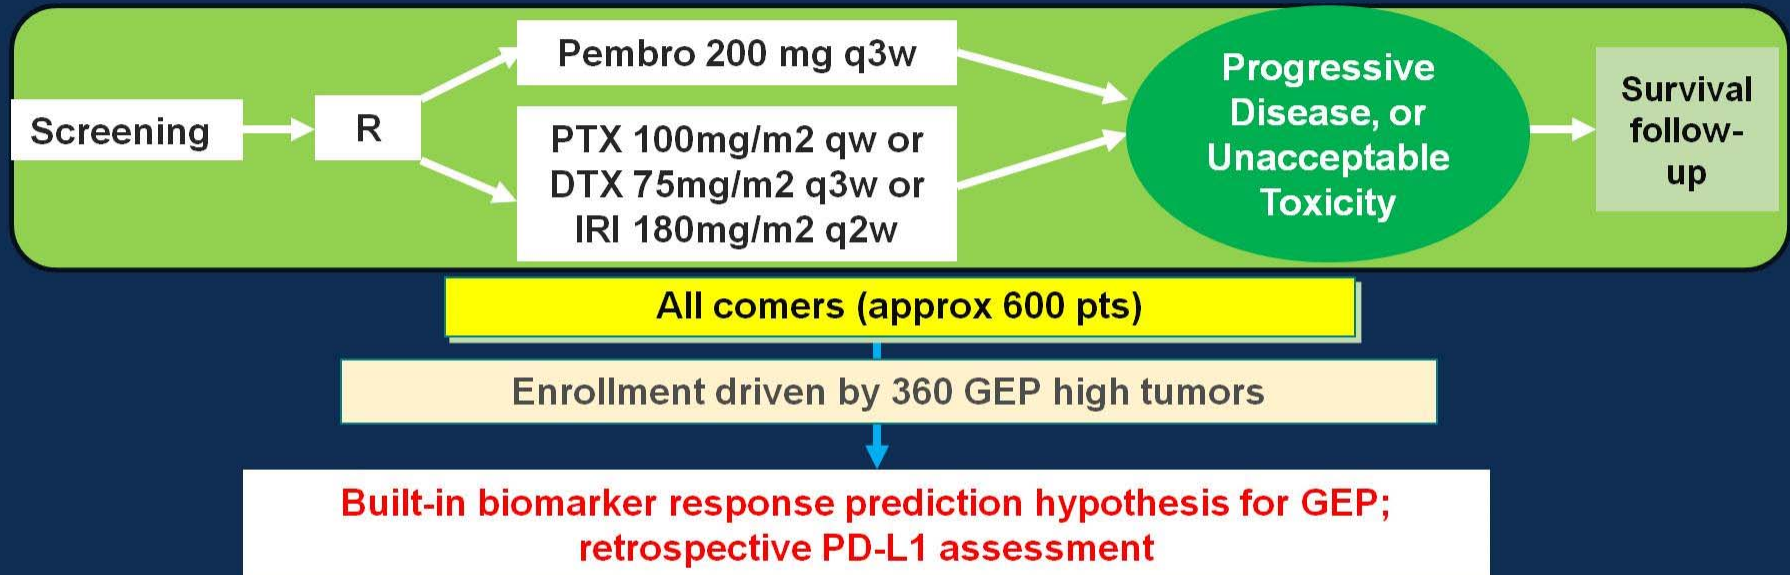 Screening
R
Pembro 200 mg q3w
PTX 100mg/m2 qw or
DTX 75mg/m2 q3w or
IRI 180mg/m2 q2w
Progressive
Disease, or
Unacceptable
Toxicity
Survival
follow-
up
All comers (approx 600 pts)
Enrollment driven by 360 GEP high tumors
Built-in biomarker response prediction hypothesis for GEP;
retrospective PD-L1 assessment